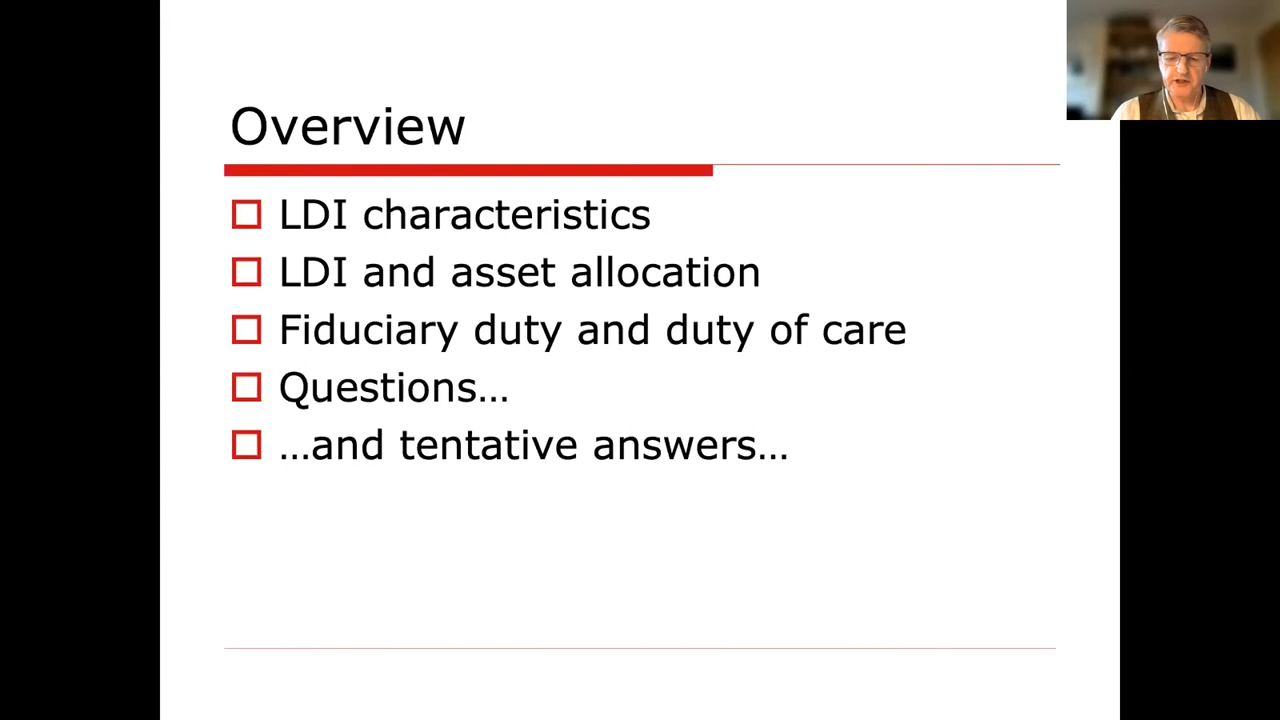 Overview
LDI characteristics
LDI and asset allocation
Fiduciary duty and duty of care
Questions…
…and tentative answers…